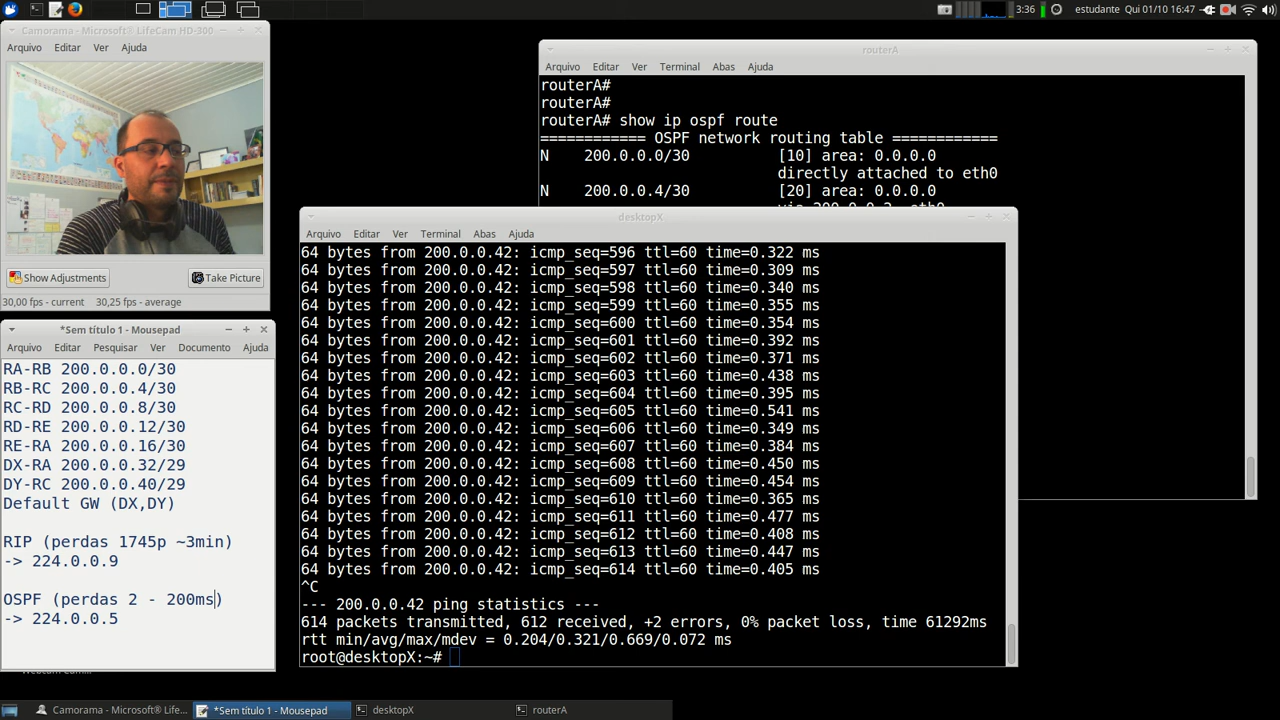 3:36
estudante
Qui 01/10 16:47
Camorama - Microsoft® LifeCam HD-300
Arquivo Editar Ver Ajuda
Show Adjustments
Take Picture
30,00 fps - current 30,25 fps - average
*Sem título 1 - Mousepad
Arquivo Editar Pesquisar Ver Documento Ajuda
RA-RB 200.0.0.0/30
RB-RC 200.0.0.4/30
RC-RD 200.0.0.8/30
RD-RE 200.0.0.12/30
RE-RA 200.0.0.16/30
DX-RA 200.0.0.32/29
DY-RC 200.0.0.40/29
Default GW (DX,DY)
RIP (perdas 1745p ~3min)
-> 224.0.0.9
OSPF (perdas 2 - 200ms)
-> 224.0.0.5
routerA
Arquivo Editar Ver Terminal Abas Ajuda
routerA#
routerA#
routerA# show ip ospf route
============ OSPF network routing table ============
N 200.0.0.0/30 [10] area: 0.0.0.0
directly attached to eth0
N 200.0.0.4/30 [20] area: 0.0.0.0
desktopX
Arquivo Editar Ver Terminal Abas Ajuda
64 bytes from 200.0.0.42: icmp_seq=596 ttl=60 time=0.322 ms
64 bytes from 200.0.0.42: icmp_seq=597 ttl=60 time=0.309 ms
64 bytes from 200.0.0.42: icmp_seq=598 ttl=60 time=0.340 ms
64 bytes from 200.0.0.42: icmp_seq=599 ttl=60 time=0.355 ms
64 bytes from 200.0.0.42: icmp_seq=600 ttl=60 time=0.354 ms
64 bytes from 200.0.0.42: icmp_seq=601 ttl=60 time=0.392 ms
64 bytes from 200.0.0.42: icmp_seq=602 ttl=60 time=0.371 ms
64 bytes from 200.0.0.42: icmp_seq=603 ttl=60 time=0.438 ms
64 bytes from 200.0.0.42: icmp_seq=604 ttl=60 time=0.395 ms
64 bytes from 200.0.0.42: icmp_seq=605 ttl=60 time=0.541 ms
64 bytes from 200.0.0.42: icmp_seq=606 ttl=60 time=0.349 ms
64 bytes from 200.0.0.42: icmp_seq=607 ttl=60 time=0.384 ms
64 bytes from 200.0.0.42: icmp_seq=608 ttl=60 time=0.450 ms
64 bytes from 200.0.0.42: icmp_seq=609 ttl=60 time=0.454 ms
64 bytes from 200.0.0.42: icmp_seq=610 ttl=60 time=0.365 ms
64 bytes from 200.0.0.42: icmp_seq=611 ttl=60 time=0.477 ms
64 bytes from 200.0.0.42: icmp_seq=612 ttl=60 time=0.408 ms
64 bytes from 200.0.0.42: icmp_seq=613 ttl=60 time=0.447 ms
64 bytes from 200.0.0.42: icmp_seq=614 ttl=60 time=0.405 ms
^C
--- 200.0.0.42 ping statistics ---
614 packets transmitted, 612 received, +2 errors, 0% packet loss, time 61292ms
rtt min/avg/max/mdev = 0.204/0.321/0.669/0.072 ms
root@desktopX:~#
Camorama - Microsoft® LifeC...
*Sem título 1 - Mousepad
desktopX
routerA